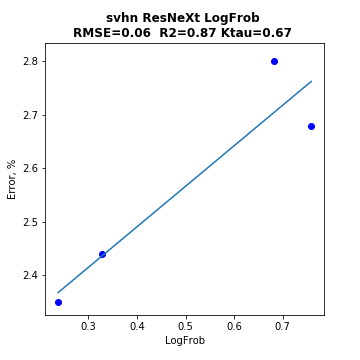 svhn ResNeXt LogFrob
RMSE=0.06 R2=0.87 Ktau=0.67
2.8
2.7
2.6
2.5
2.4
Error, %
0.3 0.4 0.5 0.6 0.7
LogFrob